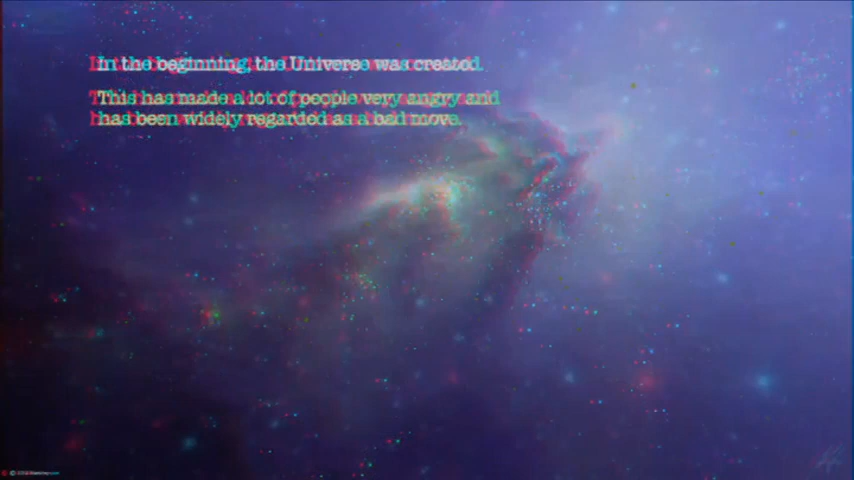 In the beginning, the Universe was created.
This has made a lot of people very angry and
has been widely regarded as a bad move.